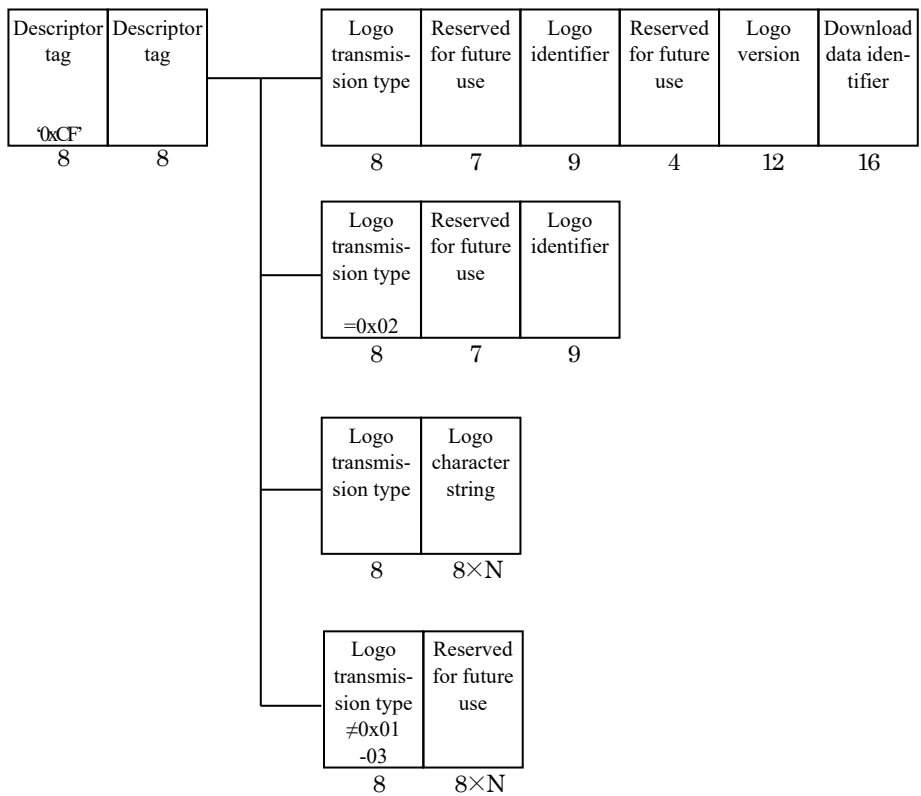 Descriptor Descriptor
tag tag
‘0xCF’
8 8
Logo Reserved Logo Reserved Logo Download
transmis- for future identifier for future version data iden-
sion type use use tifier
8 7 9 4 12 16
Logo Reserved Logo
transmis- for future identifier
sion type use
=0x02
8 7 9
Logo Logo
transmis- character
sion type string
8 8×N
Logo Reserved
transmis- for future
sion type use
≠0x01
-03
8 8×N